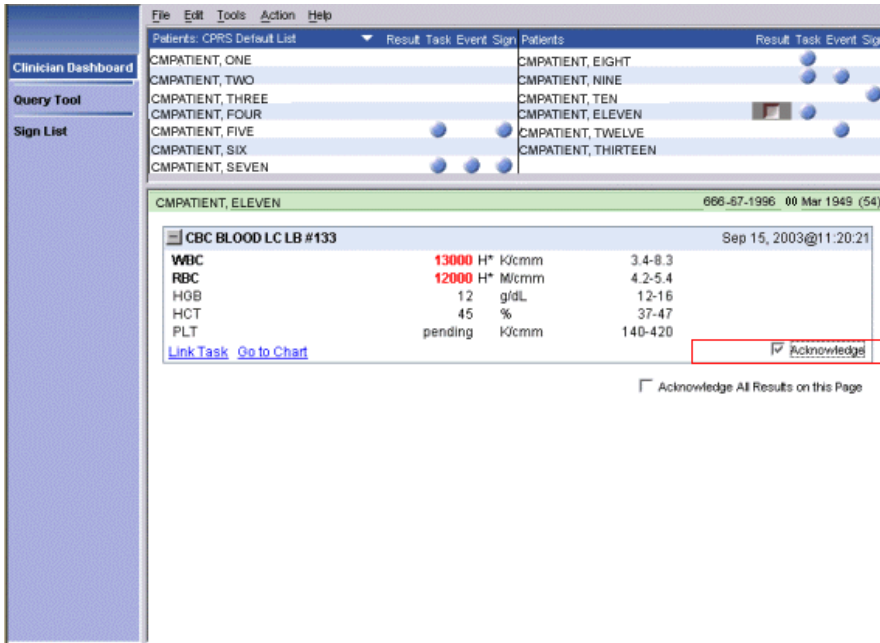 File Edit Tools Action Help
Clinician Dashboard
Query Tool
Sign List
Patients: CPRS Default List Result Task Event Sign Patients Result Task Event Sig
CMPATIENT, ONE CMPATIENT, EIGHT
CMPATIENT, TWO CMPATIENT, NINE
CMPATIENT, THREE CMPATIENT, TEN
CMPATIENT, FOUR CMPATIENT, ELEVEN
CMPATIENT, FIVE CMPATIENT, TWELVE
CMPATIENT, SIX CMPATIENT, THIRTEEN
CMPATIENT, SEVEN
CMPATIENT, ELEVEN 666-67-1996 00 Mar 1949 (54)
CBC BLOOD LC LB #133 Sep 15, 2003@11:20:21
WBC 13000 H* K/cmm 3.4-8.3
RBC 12000 H* M/cmm 4.2-5.4
HGB 12 g/dL 12-16
HCT 45 % 37-47
PLT pending K/cmm 140-420
Link Task Go to Chart Acknowledge
Acknowledge All Results on this Page